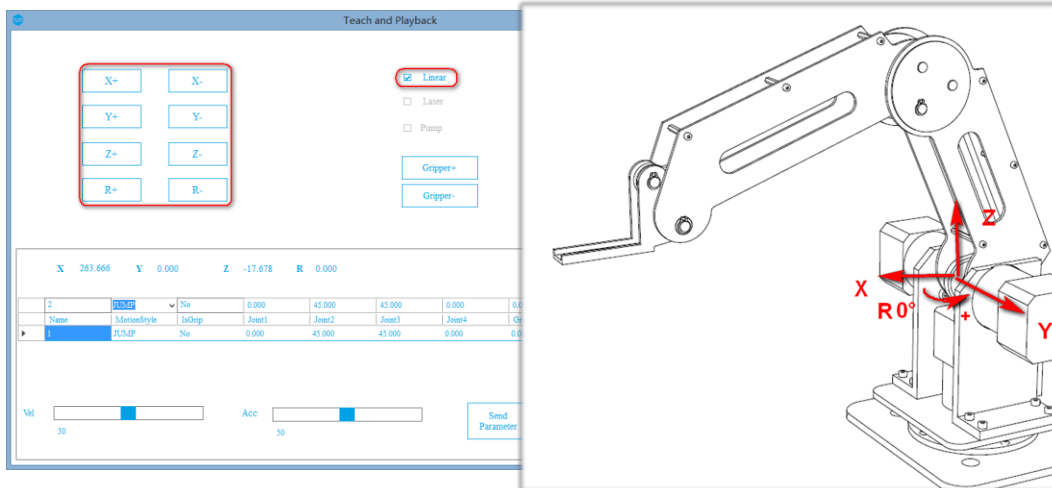 Teach and Playback
X+ X-
Y+ Y-
Z+ Z-
R+ R-
Linear
Laser
Pump
Gripper+
Gripper-
X 263.666 Y 0.000 Z -17.678 R 0.000
2 JUMP No 0.000 45.000 45.000 0.000
Name MotionStyle IsGrip Joint1 Joint2 Joint3 Joint4
1 JUMP No 0.000 45.000 45.000 0.000
Vel Acc
50 50
Send
Parameter
Z
X
R 0°
+
Y